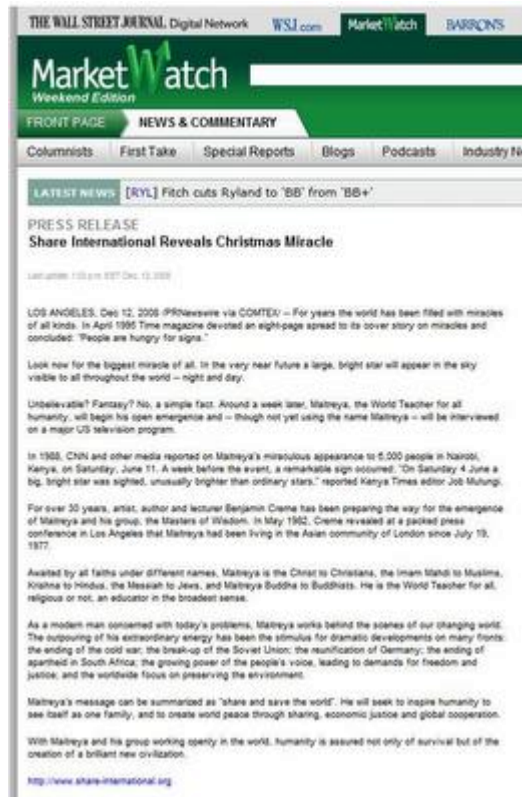 THE WALL STREET JOURNAL Digital Network WSJ.com MarketWatch BARRON'S
MarketWatch
Weekend Edition
FRONT PAGE NEWS & COMMENTARY
Columnists First Take Special Reports Blogs Podcasts Industry N
LATEST NEWS [RYL] Fitch cuts Ryland to 'BB' from 'BB+'
PRESS RELEASE
Share International Reveals Christmas Miracle
Last update: EST Dec. 12, 2008
LOS ANGELES, Dec 12, 2008 /PRNewswire via COMTEX/ -- For years the world has been filled with miracles
of all kinds. In April 1995 Time magazine devoted an eight-page spread to its cover story on miracles and
concluded: "People are hungry for signs."
Look now for the biggest miracle of all. In the very near future a large, bright star will appear in the sky
visible to all throughout the world -- night and day.
Unbelievable? Fantasy? No, a simple fact. Around a week later, Maitreya, the World Teacher for all
humanity, will begin his open emergence and -- though not yet using the name Maitreya -- will be interviewed
on a major US television program.
In 1988, CNN and other media reported on Maitreya's miraculous appearance to 6,000 people in Nairobi,
Kenya, on Saturday, June 11. A week before the event, a remarkable sign occurred. "On Saturday 4 June a
big, bright star was sighted, unusually brighter than ordinary stars." reported Kenya Times editor Job Mutungi.
For over 30 years, artist, author and lecturer Benjamin Creme has been preparing the way for the emergence
of Maitreya and his group, the Masters of Wisdom. In May 1982, Creme revealed at a packed press
conference in Los Angeles that Maitreya had been living in the Asian community of London since July 19,
1977.
Awaited by all faiths under different names, Maitreya is the Christ to Christians, the Imam Mahdi to Muslims,
Krishna to Hindus, the Messiah to Jews, and Maitreya Buddha to Buddhists. He is the World Teacher for all,
religious or not, an educator in the broadest sense.
As a modern man concerned with today's problems, Maitreya works behind the scenes of our changing world.
The outpouring of his extraordinary energy has been the stimulus for dramatic developments on many fronts:
the ending of the cold war; the break-up of the Soviet Union; the reunification of Germany; the ending of
apartheid in South Africa; the growing power of the people's voice, leading to demands for freedom and
justice; and the worldwide focus on preserving the environment.
Maitreya's message can be summarized as "share and save the world". He will seek to inspire humanity to
see itself as one family, and to create world peace through sharing, economic justice and global cooperation.
With Maitreya and his group working openly in the world, humanity is assured not only of survival but of the
creation of a brilliant new civilization.
http://www.share-international.org